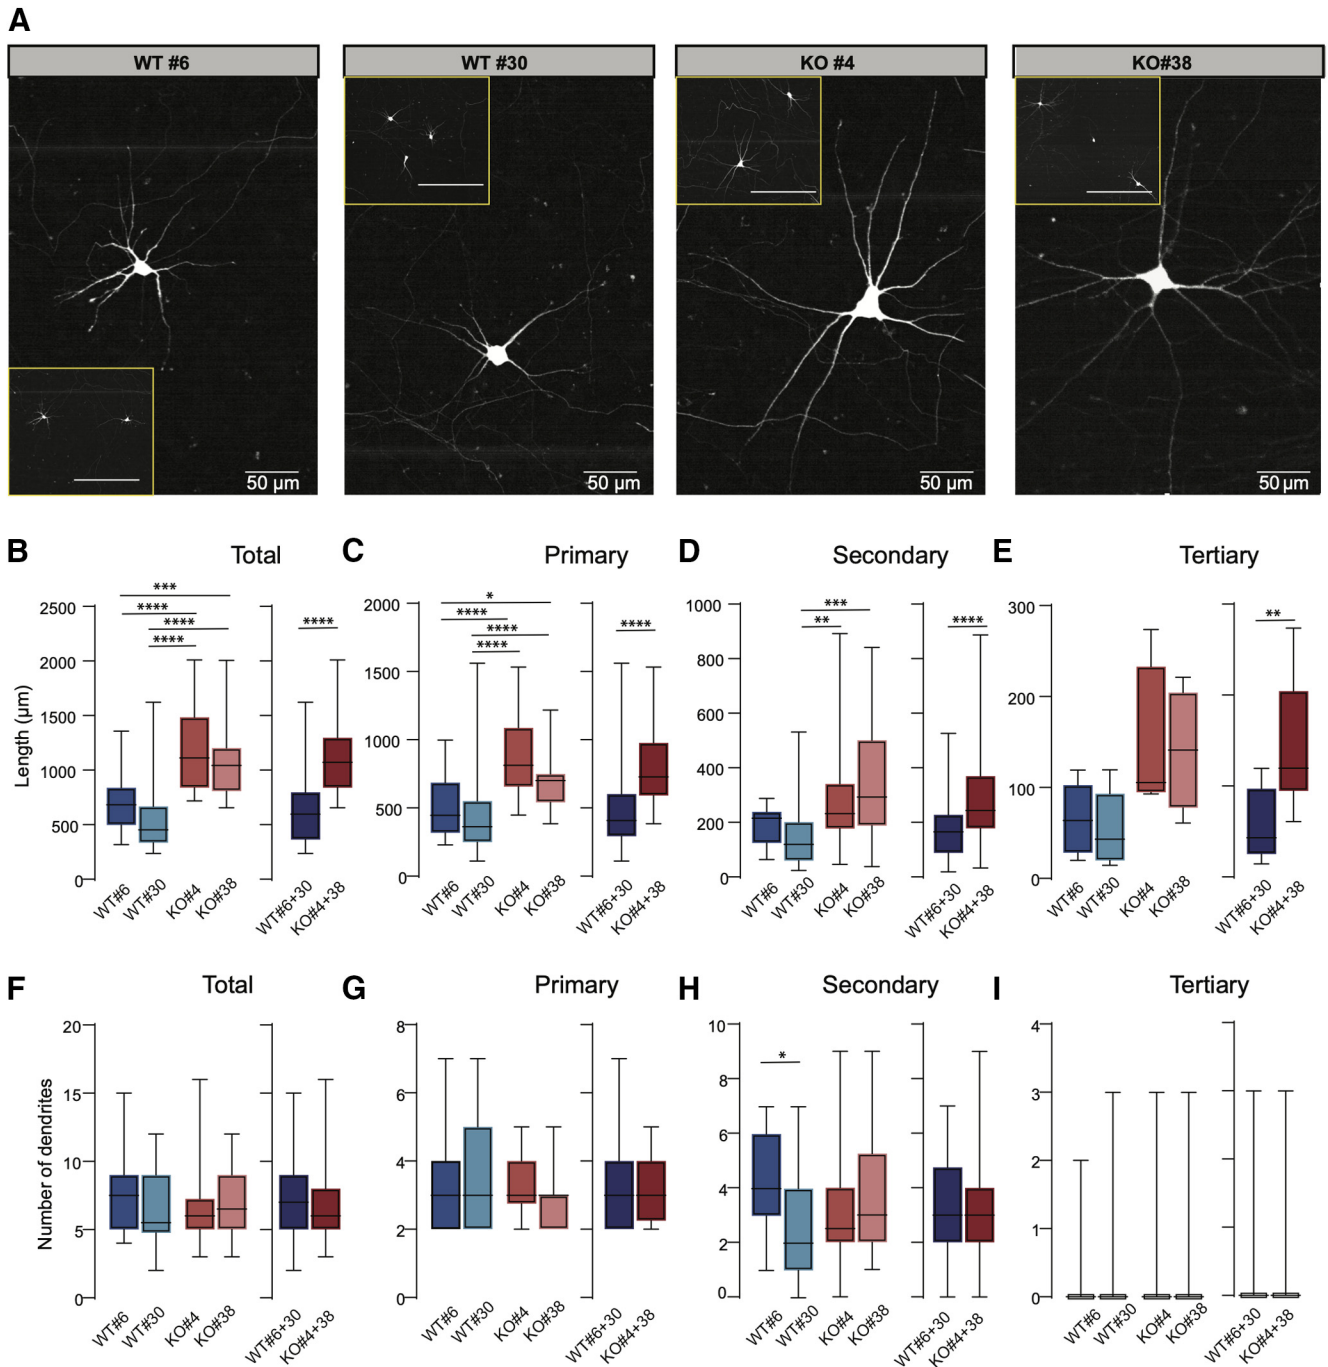 A
WT #6
WT #30
KO #4
KO#38
50 µm
50 µm
50 µm
50 µm
B
Total
C
Primary
D
Secondary
E
Tertiary
Length (µm)
2500
2000
1500
1000
500
0
***
****
****
****
****
WT#6
WT#30
KO#4
KO#38
WT#6+30
KO#4+38
2000
1500
1000
500
0
*
****
****
****
****
WT#6
WT#30
KO#4
KO#38
WT#6+30
KO#4+38
1000
800
600
400
200
0
***
**
****
WT#6
WT#30
KO#4
KO#38
WT#6+30
KO#4+38
300
200
100
0
**
WT#6
WT#30
KO#4
KO#38
WT#6+30
KO#4+38
F
Total
G
Primary
H
Secondary
I
Tertiary
Number of dendrites
20
15
10
5
0
WT#6
WT#30
KO#4
KO#38
WT#6+30
KO#4+38
8
6
4
2
0
WT#6
WT#30
KO#4
KO#38
WT#6+30
KO#4+38
10
8
6
4
2
0
*
WT#6
WT#30
KO#4
KO#38
WT#6+30
KO#4+38
4
3
2
1
0
WT#6
WT#30
KO#4
KO#38
WT#6+30
KO#4+38